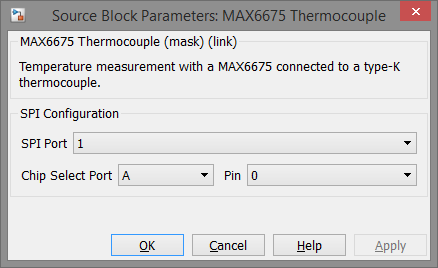 Source Block Parameters: MAX6675 Thermocouple
MAX6675 Thermocouple (mask) (link)
Temperature measurement with a MAX6675 connected to a type-K
thermocouple.
SPI Configuration
SPI Port 1
Chip Select Port A Pin 0
OK Cancel Help Apply